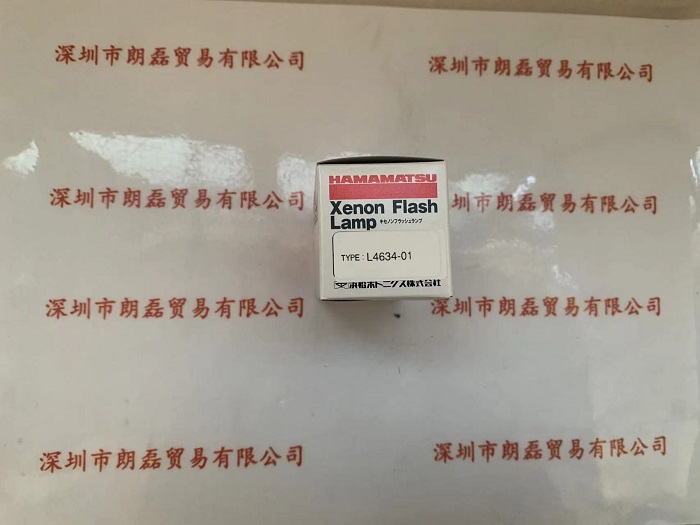 深圳市朗磊贸易有限公司
深圳市朗磊贸易有限公司
HAMAMATSU
Xenon Flash
Lamp キセノンフラッシュランプ
TYPE: L4634-01
浜松ホトニクス株式会社
深圳市朗磊贸易有限公司
深圳市朗磊贸易有限公司
深圳市朗磊贸易有限公司
深圳市朗磊贸易有限公司
深圳市朗磊贸易有限公司
深圳市朗磊贸易有限公司